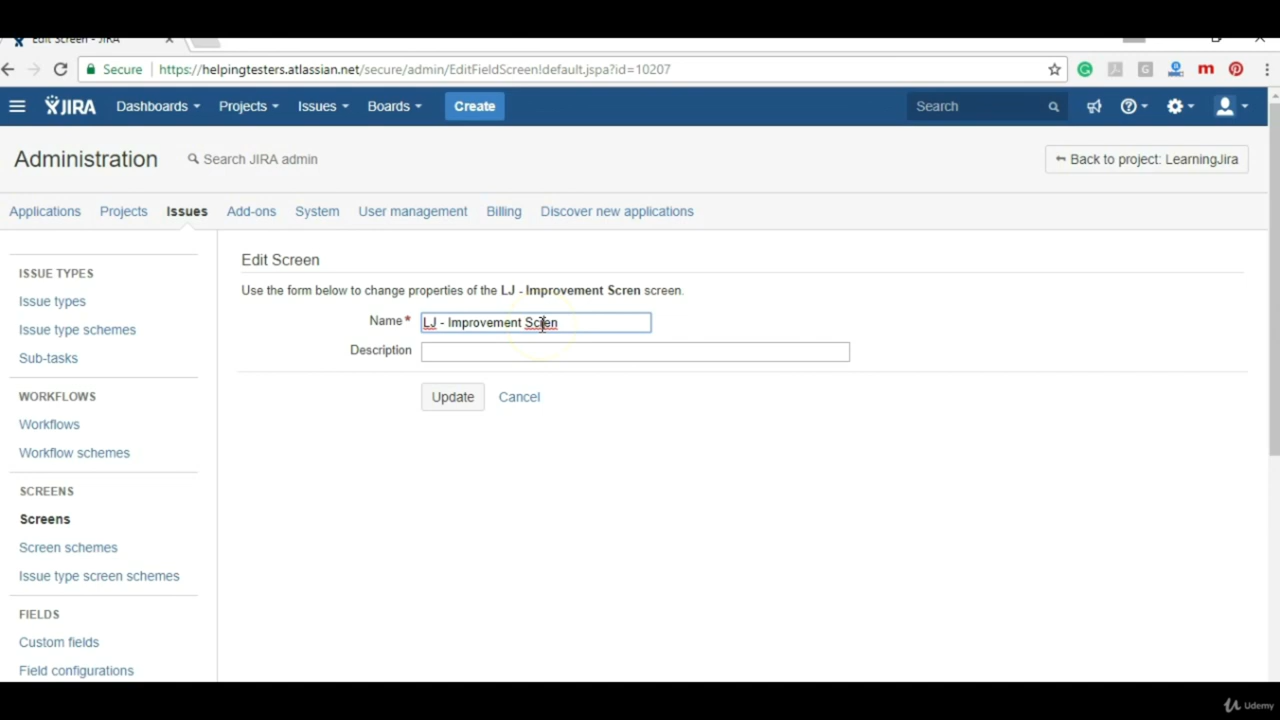 Edit Screen - JIRA
Secure https://helpingtesters.atlassian.net/secure/admin/EditFieldScreen!default.jspa?id=10207
JIRA Dashboards Projects Issues Boards Create Search
Administration Search JIRA admin Back to project: LearningJira
Applications Projects Issues Add-ons System User management Billing Discover new applications
Edit Screen
Use the form below to change properties of the LJ - Improvement Scren screen.
Name* LJ - Improvement Scren
Description
Update Cancel
ISSUE TYPES
Issue types
Issue type schemes
Sub-tasks
WORKFLOWS
Workflows
Workflow schemes
SCREENS
Screens
Screen schemes
Issue type screen schemes
FIELDS
Custom fields
Field configurations
Udemy